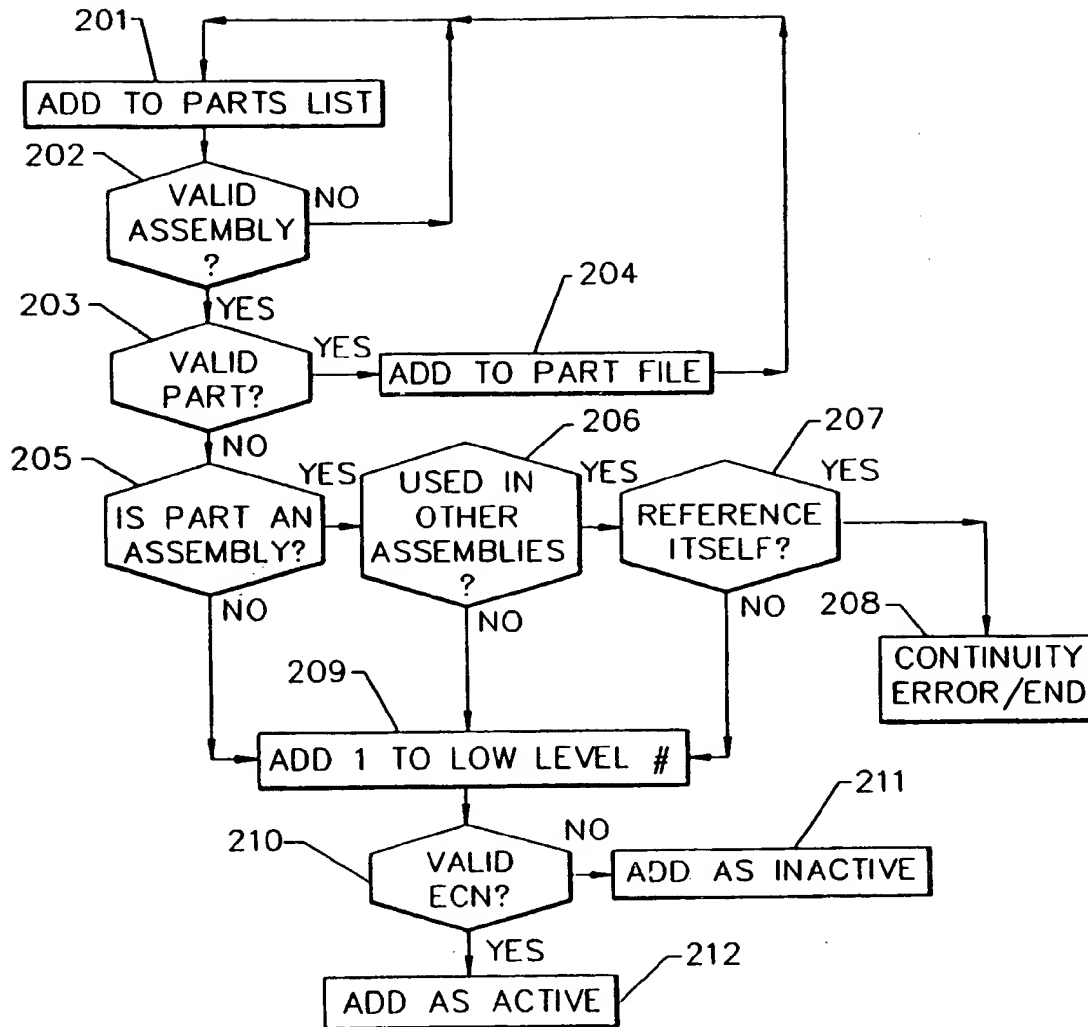 201
ADD TO PARTS LIST
202
VALID
ASSEMBLY
?
NO
YES
203
VALID
PART?
YES
204
ADD TO PART FILE
NO
205
IS PART AN
ASSEMBLY?
YES
206
USED IN
OTHER
ASSEMBLIES
?
YES
207
REFERENCE
ITSELF?
YES
NO
NO
NO
208
CONTINUITY
ERROR/END
209
ADD 1 TO LOW LEVEL #
210
VALID
ECN?
NO
211
ADD AS INACTIVE
YES
212
ADD AS ACTIVE